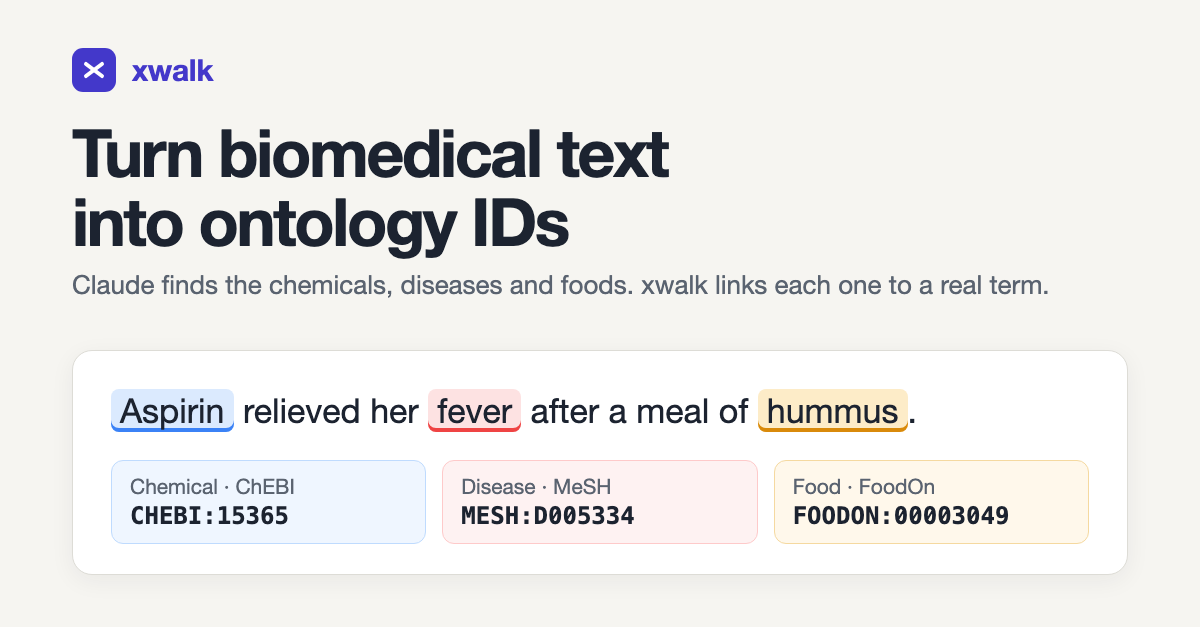 xwalk
Turn biomedical text
into ontology IDs
Claude finds the chemicals, diseases and foods. xwalk links each one to a real term.
Aspirin relieved her fever after a meal of hummus.
Chemical · ChEBI
CHEBI:15365
Disease · MeSH
MESH:D005334
Food · FoodOn
FOODON:00003049